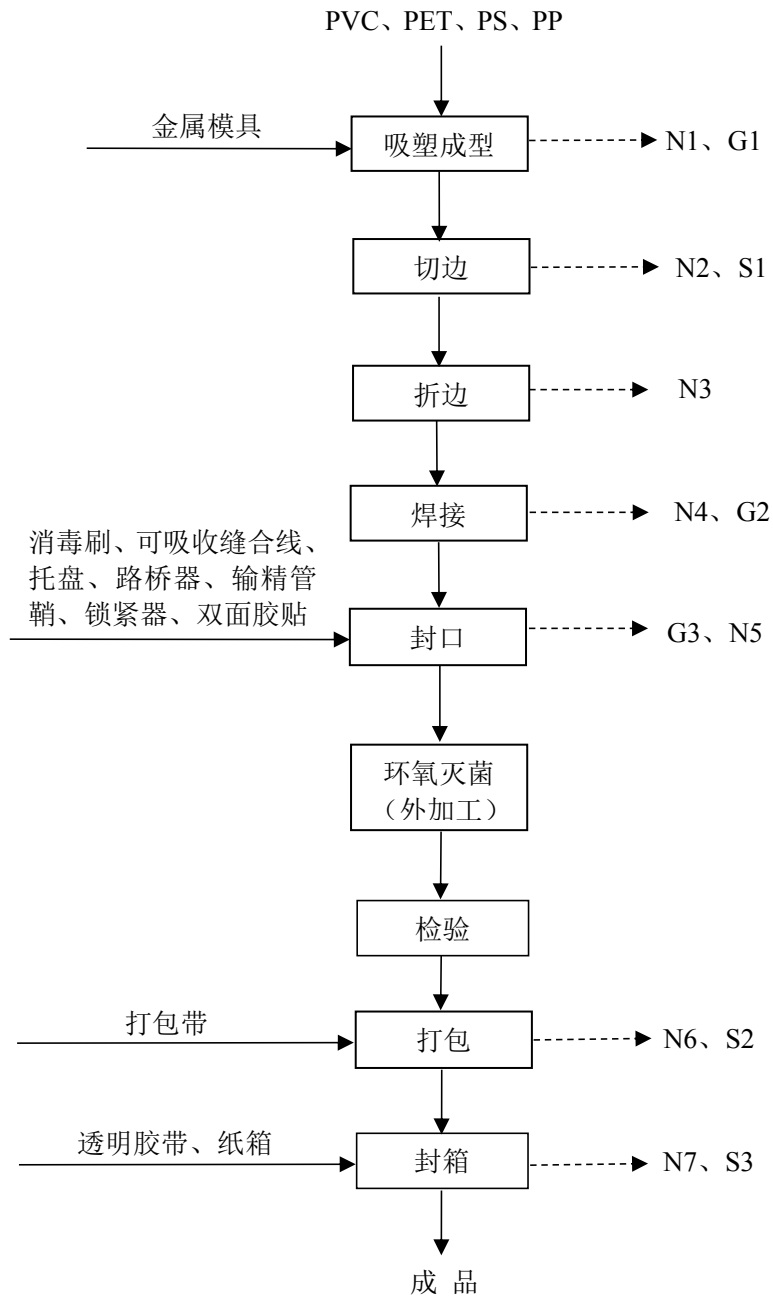 PVC、PET、PS、PP
金属模具
吸塑成型
N1、G1
切边
N2、S1
折边
N3
焊接
N4、G2
消毒刷、可吸收缝合线、
托盘、路桥器、输精管
鞘、锁紧器、双面胶贴
封口
G3、N5
环氧灭菌
（外加工）
检验
打包带
打包
N6、S2
透明胶带、纸箱
封箱
N7、S3
成 品